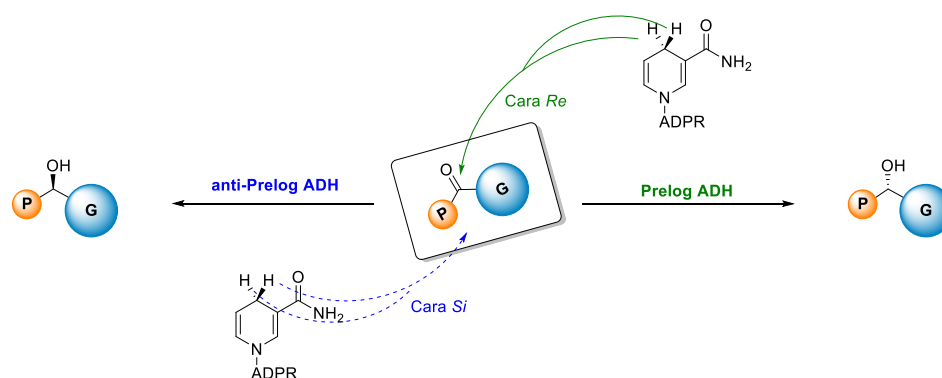 H H O
NH2
N
ADPR
Cara Re
OH
P
G
anti-Prelog ADH
O
P
G
Prelog ADH
OH
P
G
H H O
NH2
N
ADPR
Cara Si